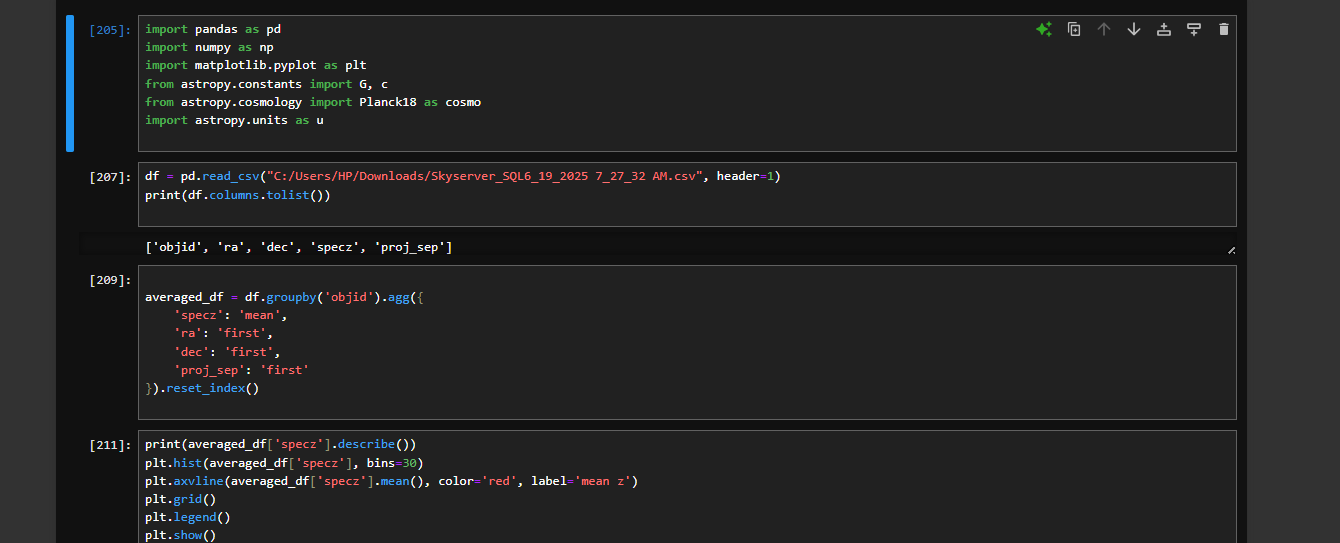 [205]:
import pandas as pd
import numpy as np
import matplotlib.pyplot as plt
from astropy.constants import G, c
from astropy.cosmology import Planck18 as cosmo
import astropy.units as u
[207]:
df = pd.read_csv("C:/Users/HP/Downloads/Skyserver_SQL6_19_2025 7_27_32 AM.csv", header=1)
print(df.columns.tolist())
['objid', 'ra', 'dec', 'specz', 'proj_sep']
[209]:
averaged_df = df.groupby('objid').agg({
    'specz': 'mean',
    'ra': 'first',
    'dec': 'first',
    'proj_sep': 'first'
}).reset_index()
[211]:
print(averaged_df['specz'].describe())
plt.hist(averaged_df['specz'], bins=30)
plt.axvline(averaged_df['specz'].mean(), color='red', label='mean z')
plt.grid()
plt.legend()
plt.show()